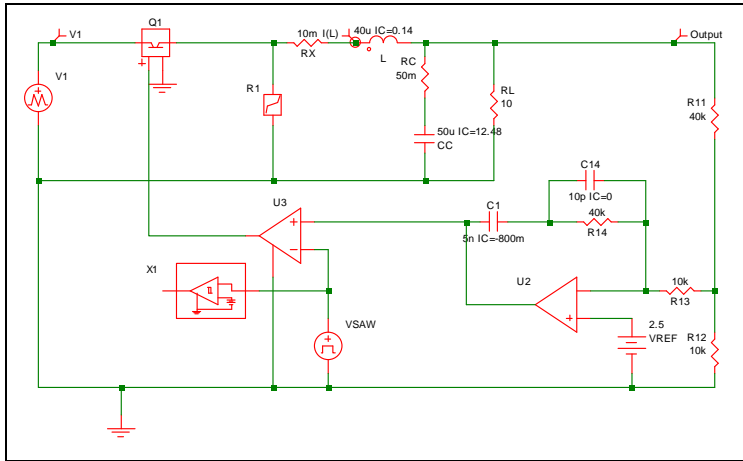 V1
Q1
10m I(L)
RX
40u IC=0.14
L
Output
V1
R1
RC
50m
RL
10
R11
40k
50u IC=12.48
CC
C14
10p IC=0
U3
C1
5n IC=-800m
40k
R14
X1
U2
10k
R13
VSAW
2.5
VREF
R12
10k